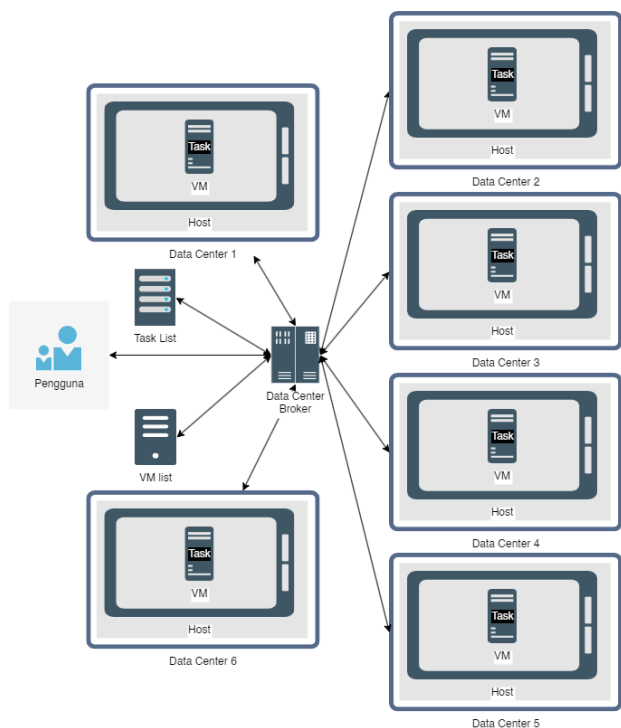 Task
VM
Host
Data Center 1
Task
VM
Host
Data Center 2
Task
VM
Host
Data Center 3
Task List
Pengguna
Data Center
Broker
VM list
Task
VM
Host
Data Center 4
Task
VM
Host
Data Center 6
Task
VM
Host
Data Center 5